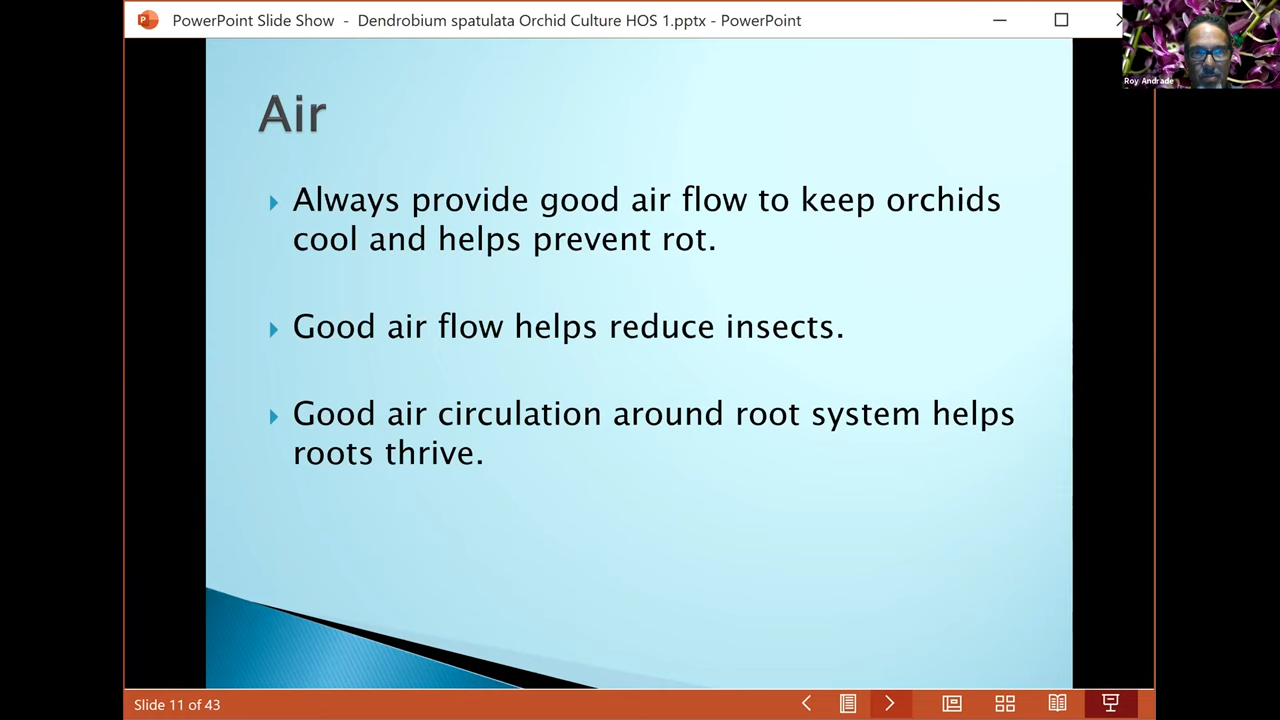 PowerPoint Slide Show - Dendrobium spatulata Orchid Culture HOS 1.pptx - PowerPoint
Roy Andrade
Air
Always provide good air flow to keep orchids
cool and helps prevent rot.
Good air flow helps reduce insects.
Good air circulation around root system helps
roots thrive.
Slide 11 of 43